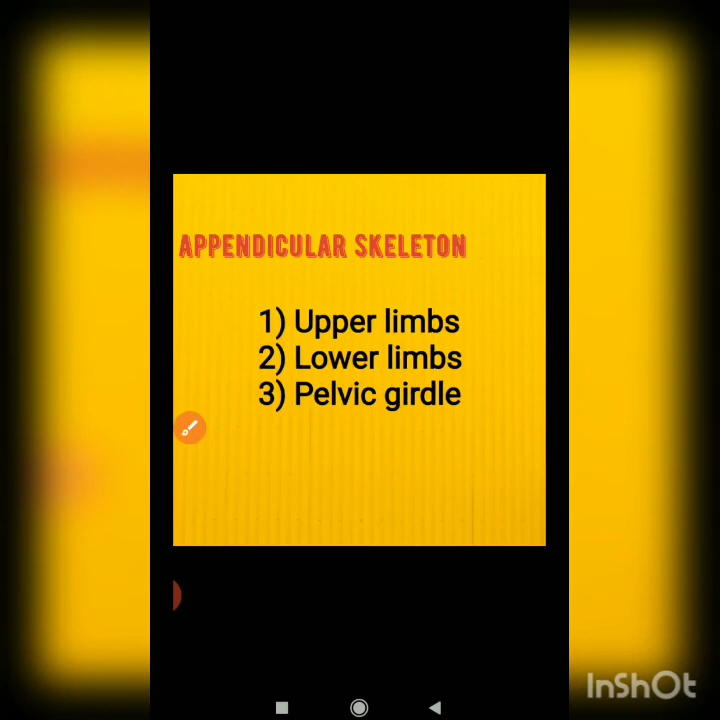 APPENDICULAR SKELETON
1) Upper limbs
2) Lower limbs
3) Pelvic girdle
InShOt